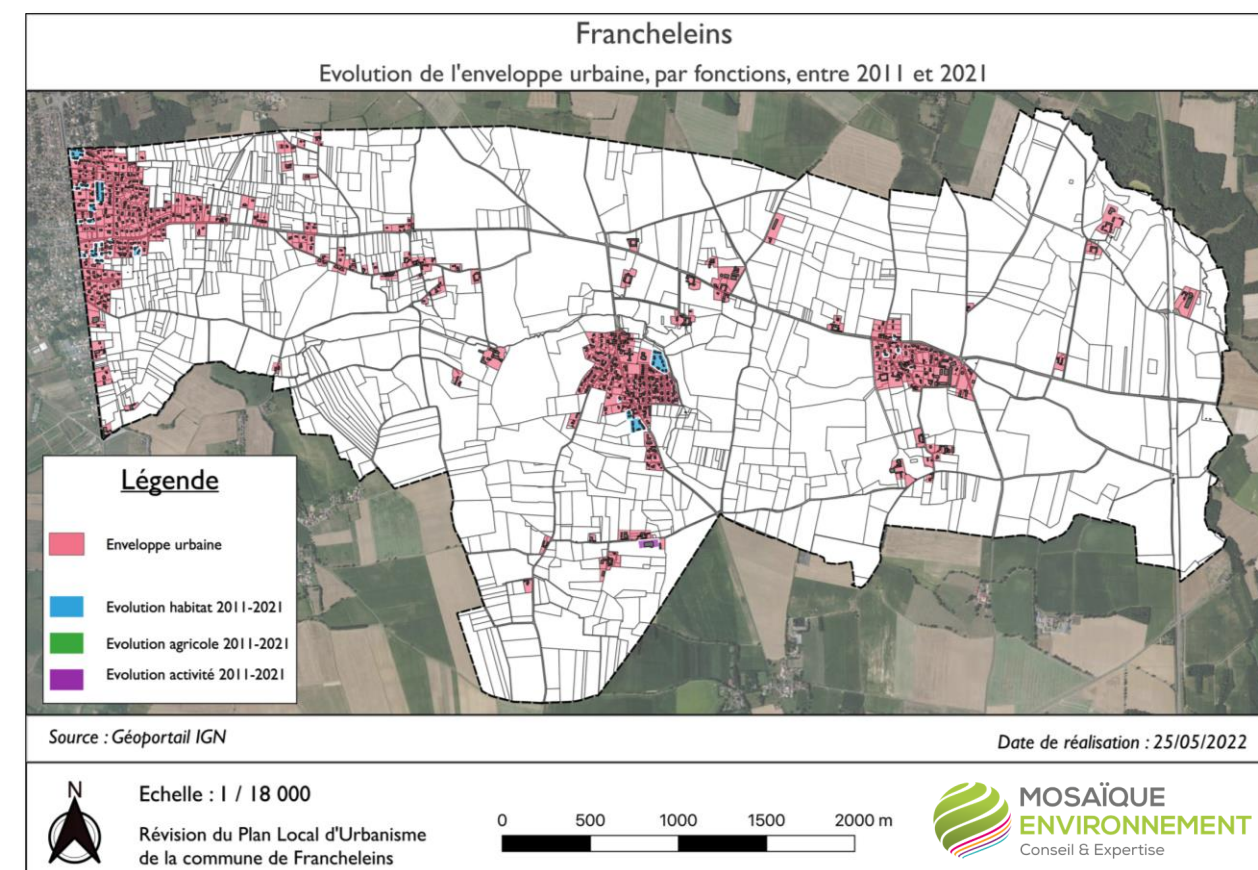 Francheleins
Evolution de l'enveloppe urbaine, par fonctions, entre 2011 et 2021
Légende
Enveloppe urbaine
Evolution habitat 2011-2021
Evolution agricole 2011-2021
Evolution activité 2011-2021
Source : Géoportail IGN
Date de réalisation : 25/05/2022
N
Echelle : 1 / 18 000
Révision du Plan Local d'Urbanisme
de la commune de Francheleins
0 500 1000 1500 2000 m
MOSAÏQUE
ENVIRONNEMENT
Conseil & Expertise